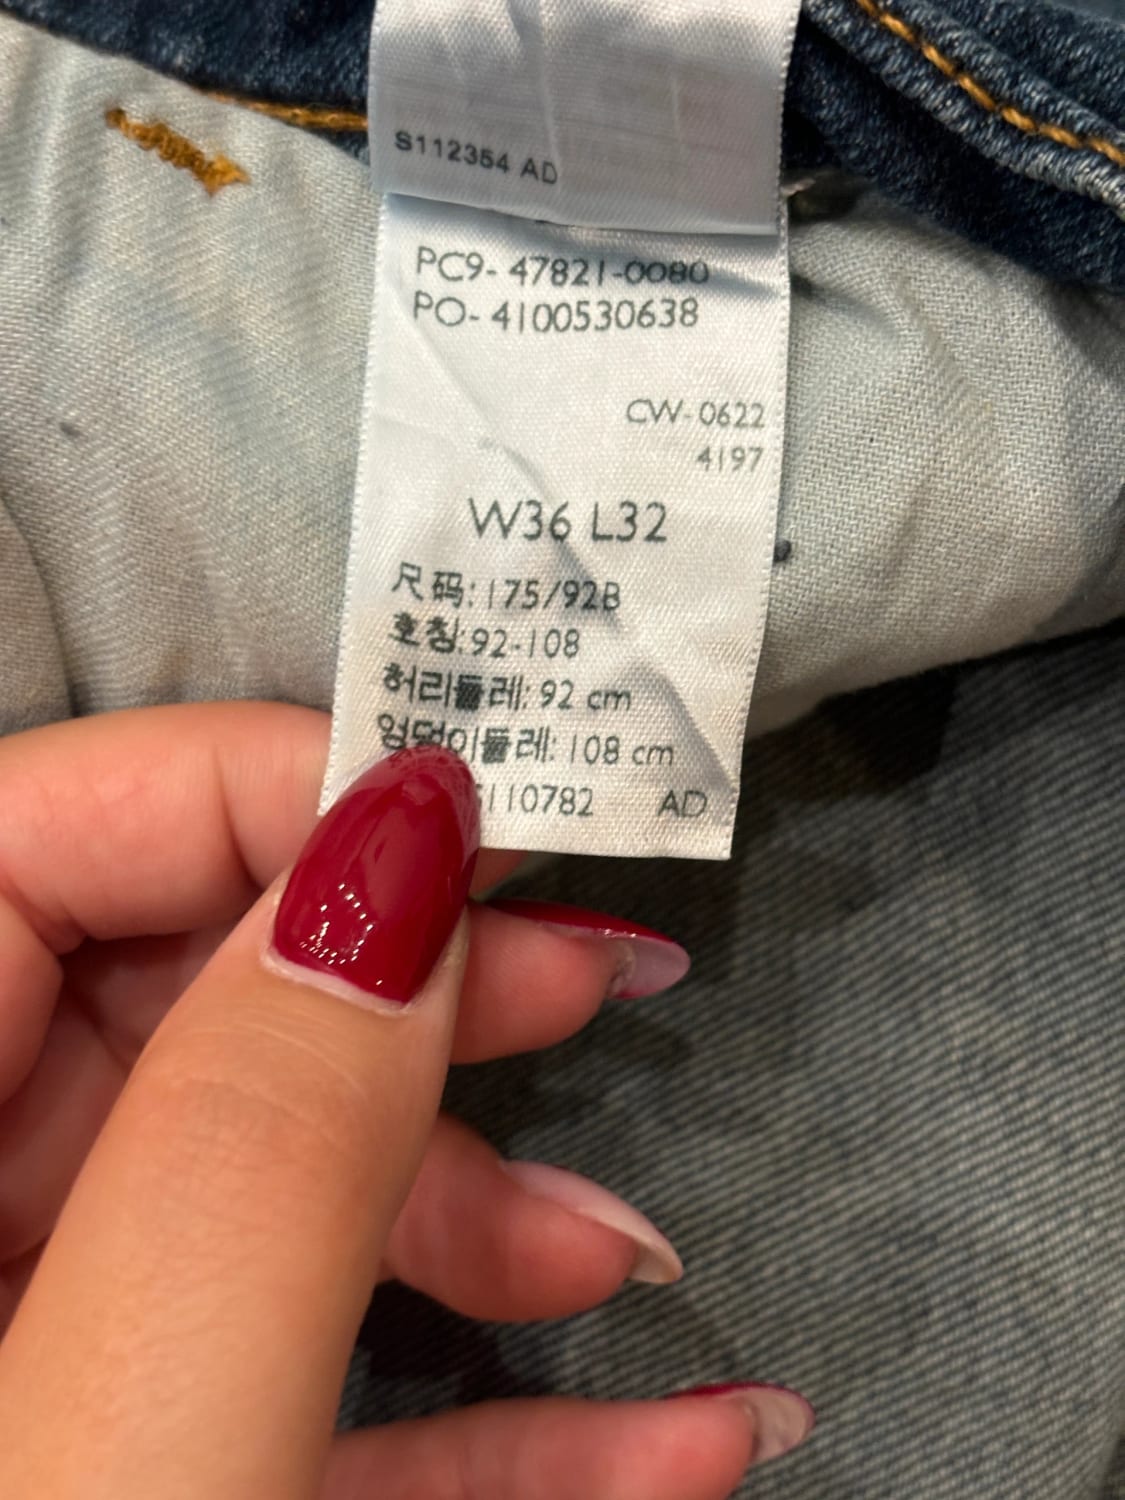 S112354 AD
PC9- 47821-0080
PO- 4100530638
CW- 0622
4197
W36 L32
尺码: 175/92B
호칭: 92-108
허리둘레: 92 cm
엉덩이둘레: 108 cm
110782 AD